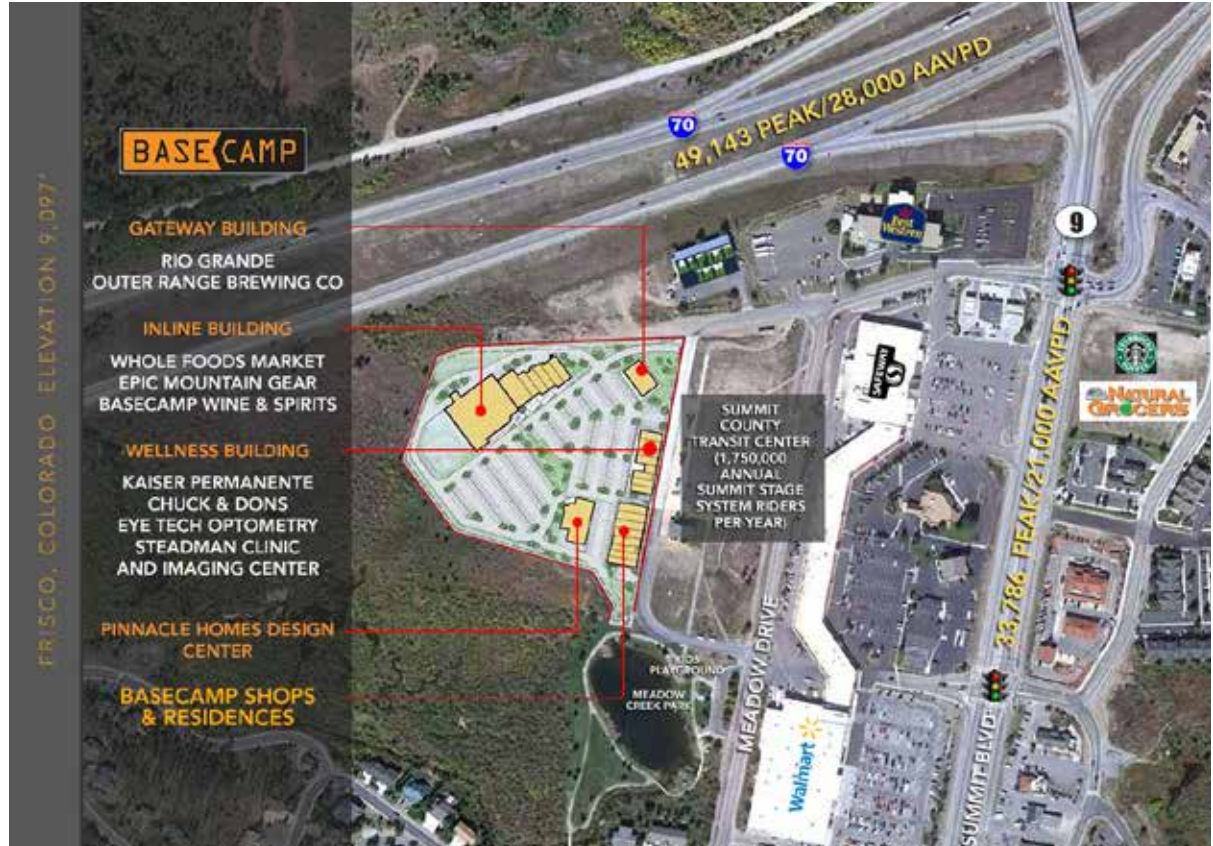 FRISCO, COLORADO ELEVATION 9,097'
BASECAMP
GATEWAY BUILDING
RIO GRANDE
OUTER RANGE BREWING CO
INLINE BUILDING
WHOLE FOODS MARKET
EPIC MOUNTAIN GEAR
BASECAMP WINE & SPIRITS
WELLNESS BUILDING
KAISER PERMANENTE
CHUCK & DONS
EYE TECH OPTOMETRY
STEADMAN CLINIC
AND IMAGING CENTER
PINNACLE HOMES DESIGN
CENTER
BASECAMP SHOPS
& RESIDENCES
70
49,143 PEAK/28,000 AAVPD
70
Best
Western
9
SAFEWAY
NATURAL
GROCERS
SUMMIT
COUNTY
TRANSIT CENTER
(1,750,000
ANNUAL
SUMMIT STAGE
SYSTEM RIDERS
PER YEAR)
33,786 PEAK/21,000 AAVPD
KIDS
PLAYGROUND
MEADOW
CREEK PARK
MEADOW DRIVE
Walmart
SUMMIT BLVD